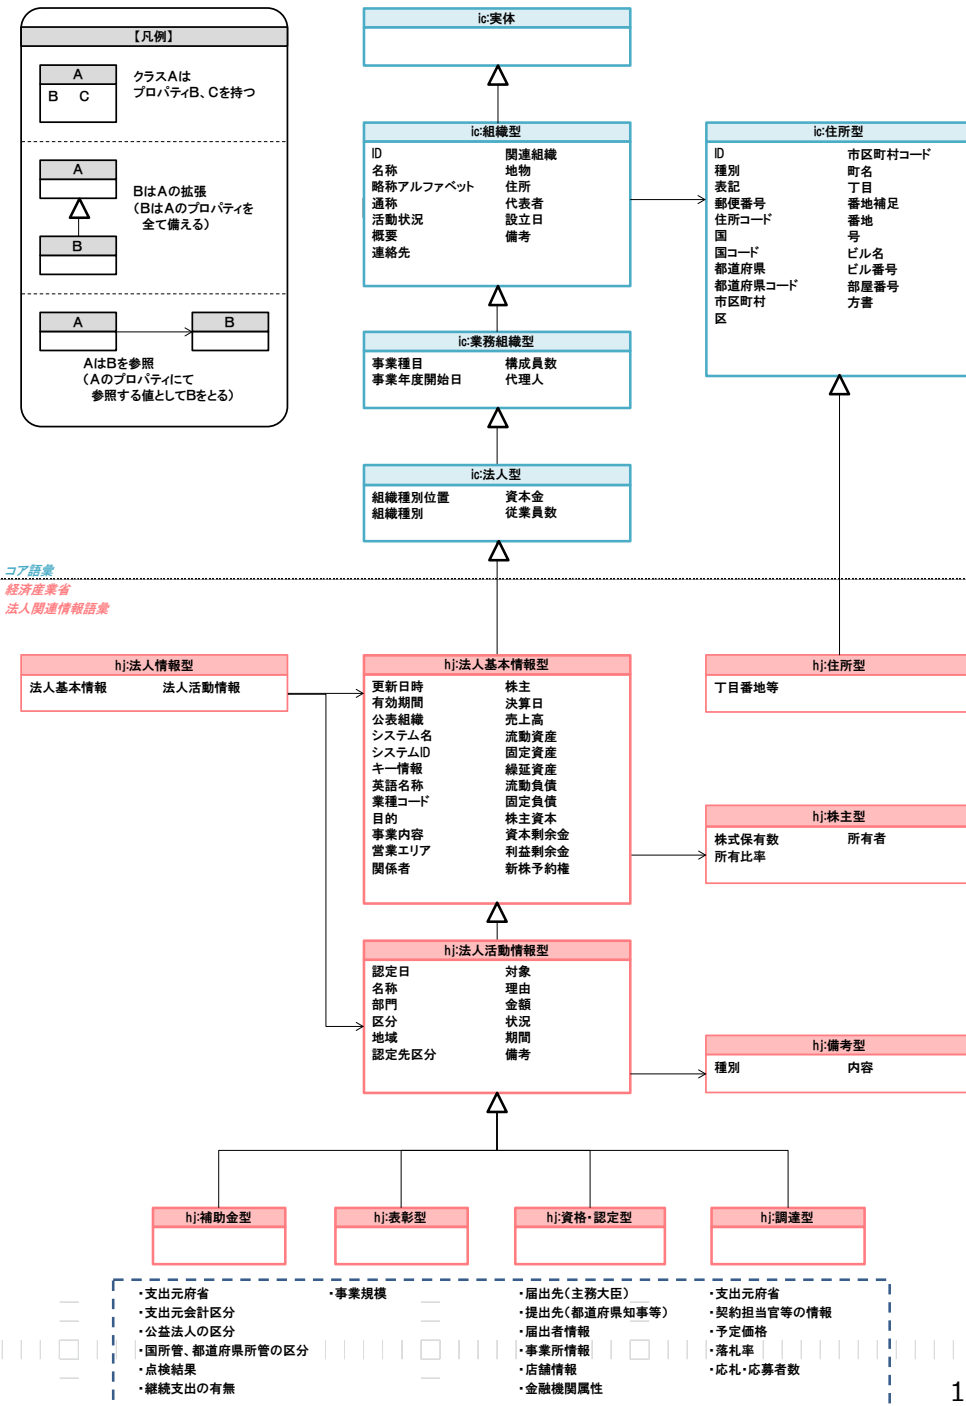 【凡例】
A
B C
クラスAは
プロパティB、Cを持つ
A
B
BはAの拡張
(BはAのプロパティを
全て備える)
A
B
AはBを参照
(Aのプロパティにて
参照する値としてBをとる)
ic:実体
ic:組織型
ID 関連組織
名称 地物
略称アルファベット 住所
通称 代表者
活動状況 設立日
概要 備考
連絡先
ic:住所型
ID 市区町村コード
種別 町名
表記 丁目
郵便番号 番地補足
住所コード 番地
国 号
国コード ビル名
都道府県 ビル番号
都道府県コード 部屋番号
市区町村 方書
区
ic:業務組織型
事業種目 構成員数
事業年度開始日 代理人
ic:法人型
組織種別位置 資本金
組織種別 従業員数
コア語彙
経済産業省
法人関連情報語彙
hj:法人情報型
法人基本情報 法人活動情報
hj:法人基本情報型
更新日時 株主
有効期間 決算日
公表組織 売上高
システム名 流動資産
システムID 固定資産
キー情報 繰延資産
英語名称 流動負債
業種コード 固定負債
目的 株主資本
事業内容 資本剰余金
営業エリア 利益剰余金
関係者 新株予約権
hj:住所型
丁目番地等
hj:株主型
株式保有数 所有者
所有比率
hj:法人活動情報型
認定日 対象
名称 理由
部門 金額
区分 状況
地域 期間
認定先区分 備考
hj:備考型
種別 内容
hj:補助金型
hj:表彰型
hj:資格・認定型
hj:調達型
・支出元府省
・支出元会計区分
・公益法人の区分
・国所管、都道府県所管の区分
・点検結果
・継続支出の有無
・事業規模
・届出先(主務大臣)
・提出先(都道府県知事等)
・届出者情報
・事業所情報
・店舗情報
・金融機関属性
・支出元府省
・契約担当官等の情報
・予定価格
・落札率
・応札・応募者数
1